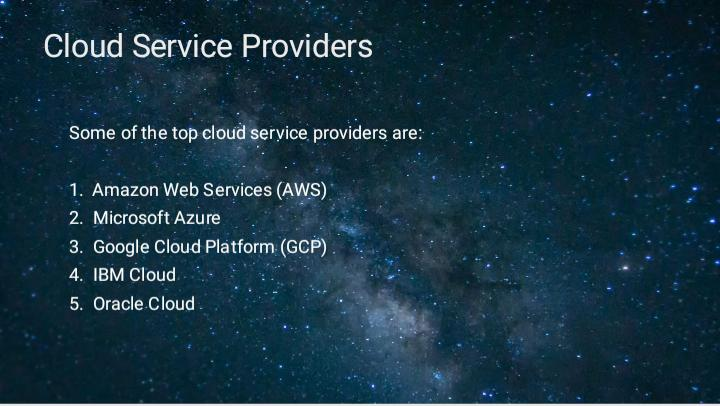 Cloud Service Providers
Some of the top cloud service providers are:
1. Amazon Web Services (AWS)
2. Microsoft Azure
3. Google Cloud Platform (GCP)
4. IBM Cloud
5. Oracle Cloud